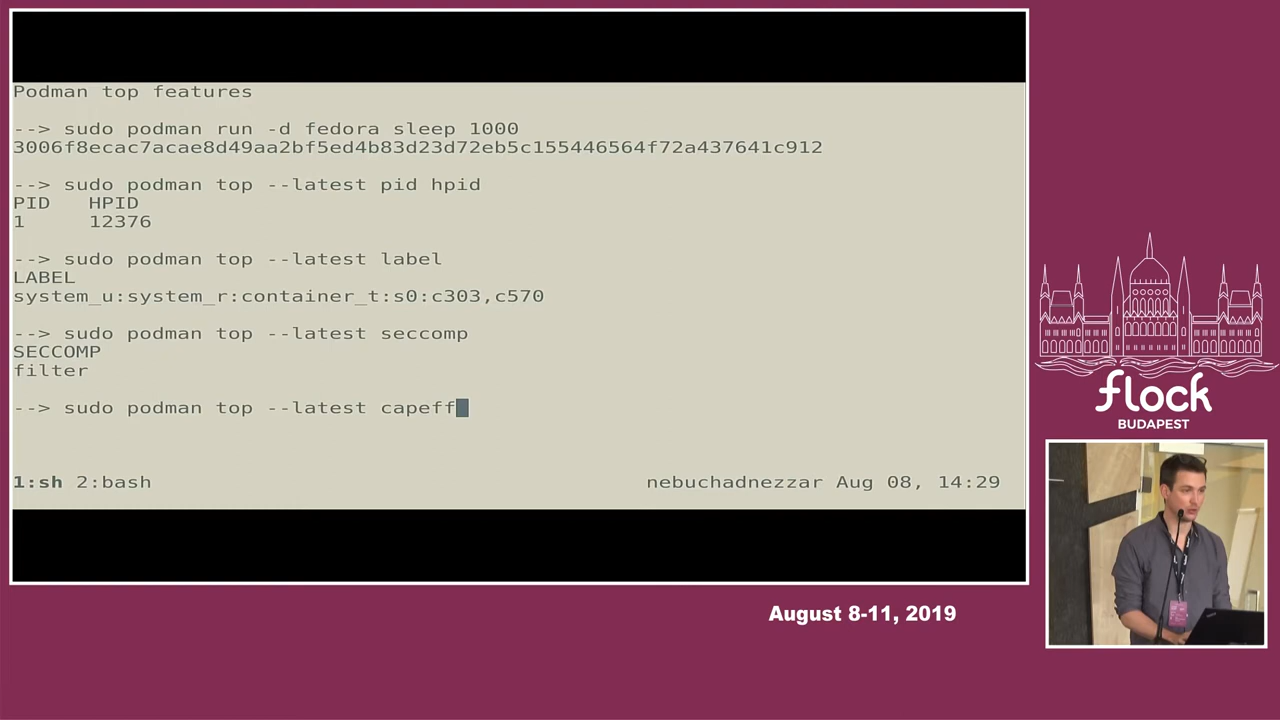 Podman top features
--> sudo podman run -d fedora sleep 1000
3006f8ecac7acae8d49aa2bf5ed4b83d23d72eb5c155446564f72a437641c912
--> sudo podman top --latest pid hpid
PID HPID
1 12376
--> sudo podman top --latest label
LABEL
system_u:system_r:container_t:s0:c303,c570
--> sudo podman top --latest seccomp
SECCOMP
filter
--> sudo podman top --latest capeff
1:sh 2:bash nebuchadnezzar Aug 08, 14:29
flock
BUDAPEST
August 8-11, 2019